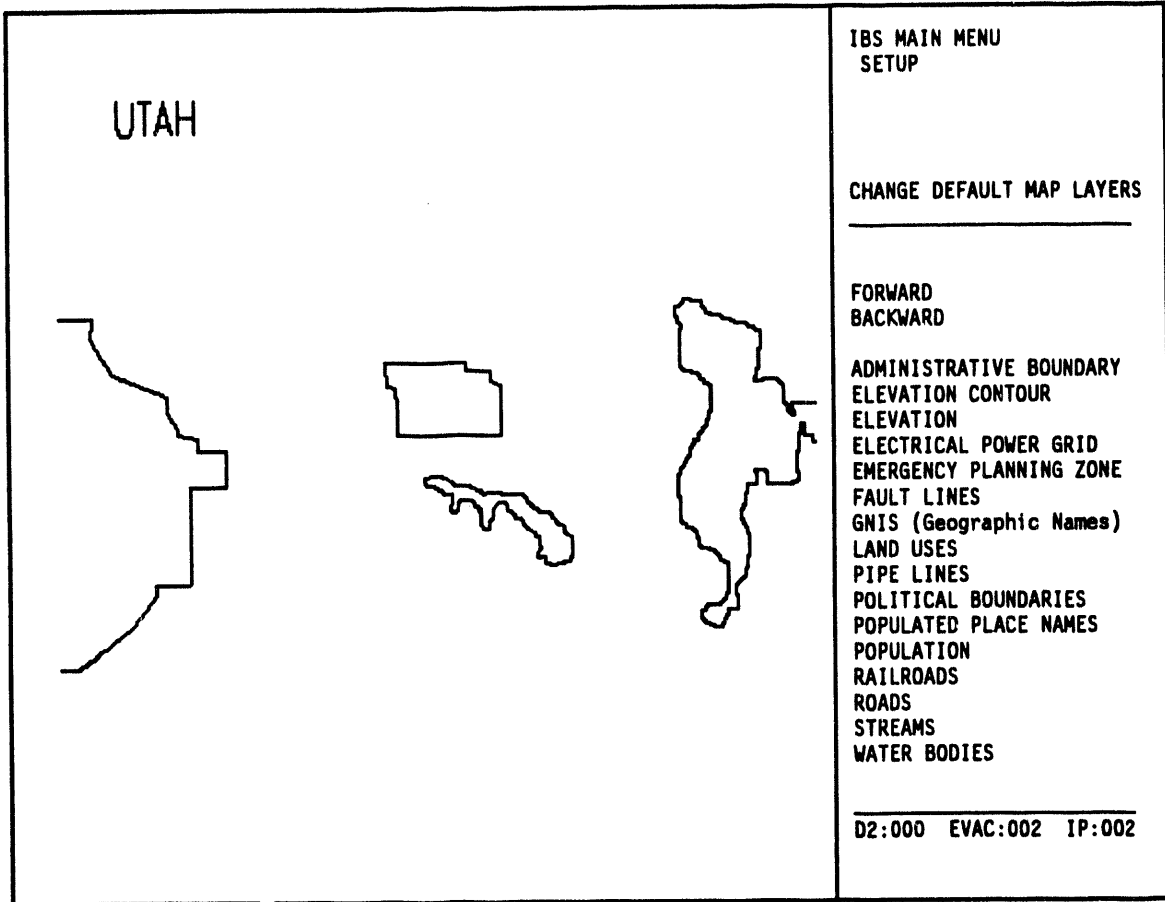 UTAH
IBS MAIN MENU
SETUP
CHANGE DEFAULT MAP LAYERS
FORWARD
BACKWARD
ADMINISTRATIVE BOUNDARY
ELEVATION CONTOUR
ELEVATION
ELECTRICAL POWER GRID
EMERGENCY PLANNING ZONE
FAULT LINES
GNIS (Geographic Names)
LAND USES
PIPE LINES
POLITICAL BOUNDARIES
POPULATED PLACE NAMES
POPULATION
RAILROADS
ROADS
STREAMS
WATER BODIES
D2:000 EVAC:002 IP:002